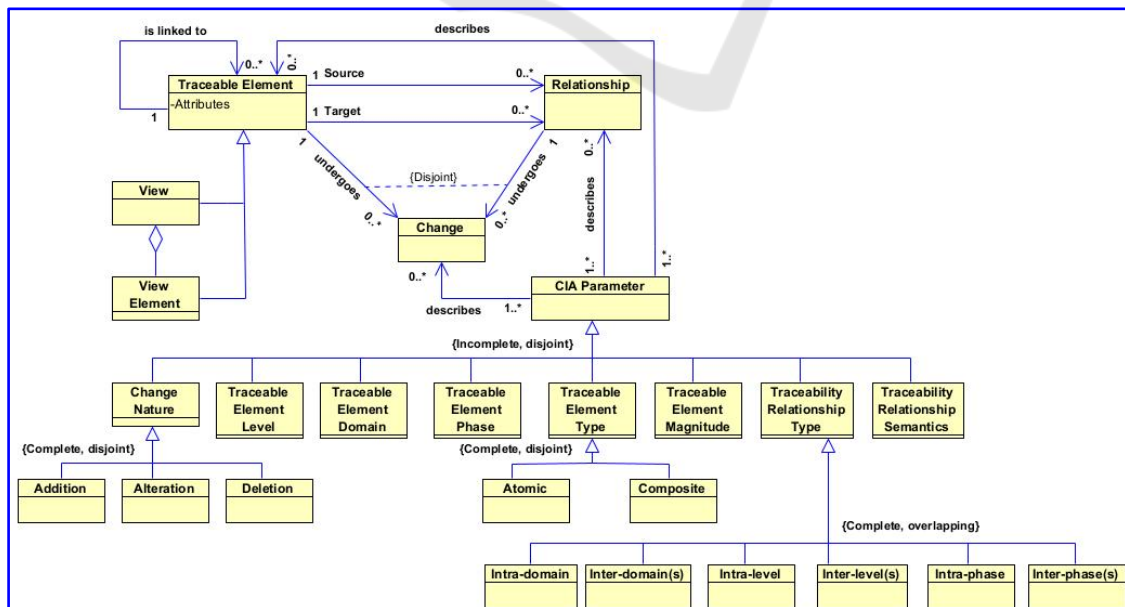 is linked to
describes
0..*
0..*
Traceable Element
-Attributes
1
1 Source
0..*
1 Target
0..*
Relationship
1
undergoes
0..*
{Disjoint}
1
undergoes
0..*
0..*
describes
1..*
1..*
View
View
Element
Change
0..*
describes
1..*
CIA Parameter
{Incomplete, disjoint}
Change
Nature
Traceable
Element
Level
Traceable
Element
Domain
Traceable
Element
Phase
Traceable
Element
Type
Traceable
Element
Magnitude
Traceability
Relationship
Type
Traceability
Relationship
Semantics
{Complete, disjoint}
{Complete, disjoint}
Addition
Alteration
Deletion
Atomic
Composite
{Complete, overlapping}
Intra-domain
Inter-domain(s)
Intra-level
Inter-level(s)
Intra-phase
Inter-phase(s)